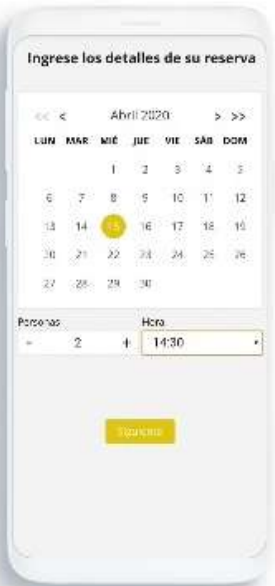 Ingrese los detalles de su reserva
<< < Abril 2020 > >>
LUN MAR MIÉ JUE VIE SÁB DOM
1 2 3 4 5
6 7 8 9 10 11 12
13 14 15 16 17 18 19
20 21 22 23 24 25 26
27 28 29 30
Personas Hora
- 2 + 14:30
Siguiente